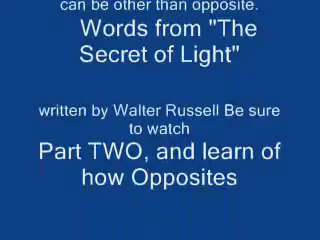 can be other than opposite.
Words from "The
Secret of Light"
written by Walter Russell Be sure
to watch
Part TWO, and learn of
how Opposites